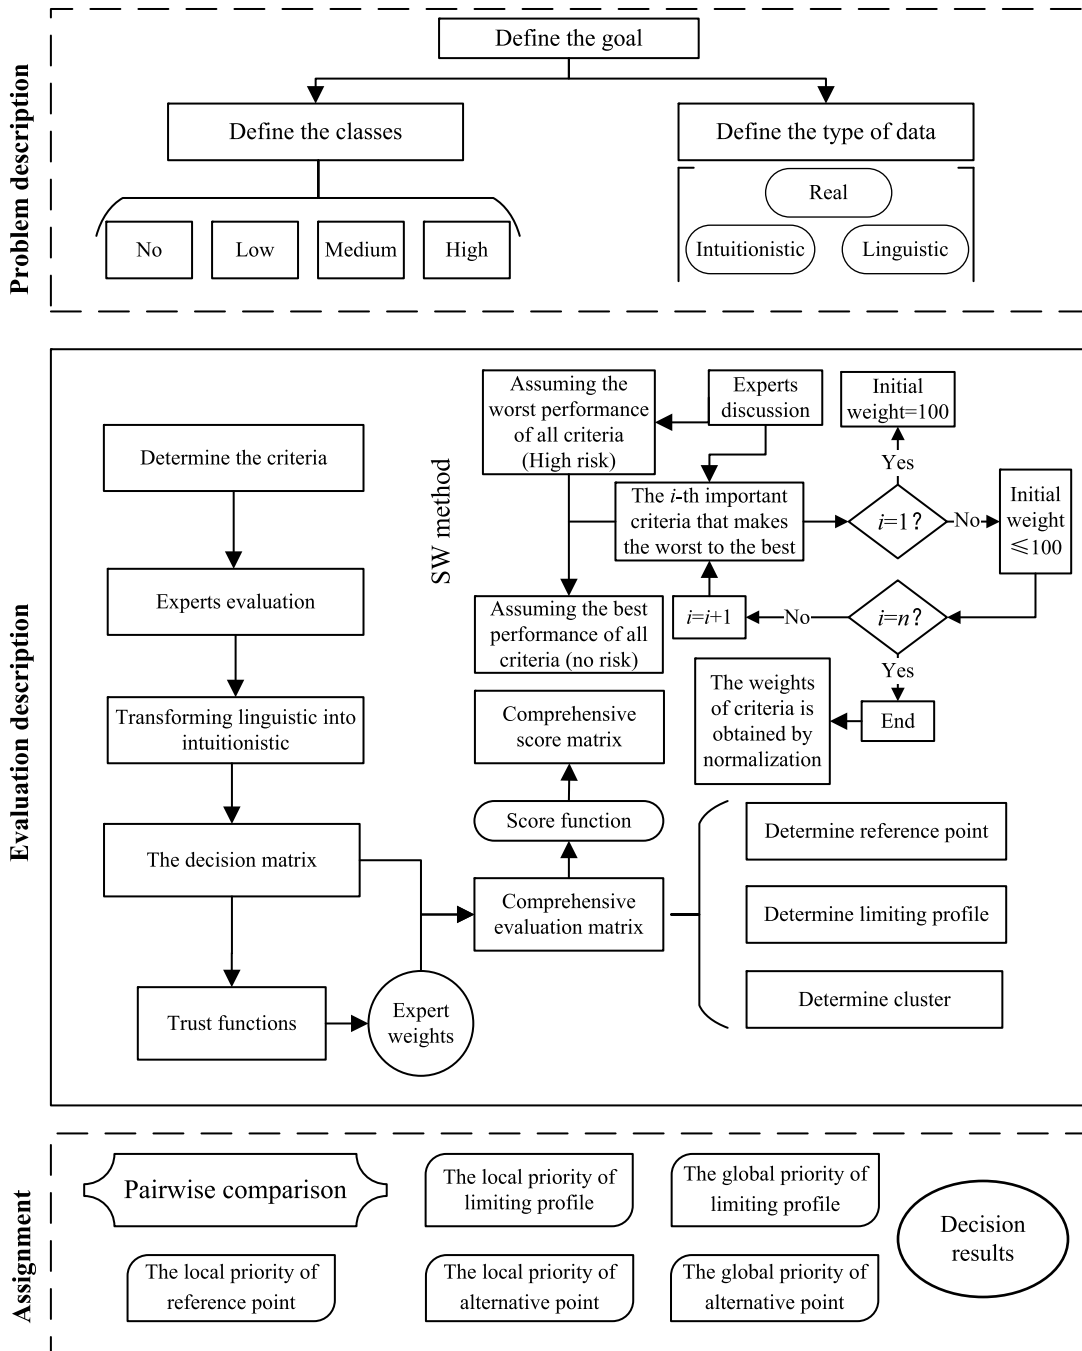 Problem description
Define the goal
Define the classes
Define the type of data
No
Low
Medium
High
Real
Intuitionistic
Linguistic
Evaluation description
Determine the criteria
Experts evaluation
Transforming linguistic into
intuitionistic
The decision matrix
Trust functions
Expert
weights
SW method
Assuming the
worst performance
of all criteria
(High risk)
Experts
discussion
Initial
weight=100
Yes
The i-th important
criteria that makes
the worst to the best
i=1?
No
Initial
weight
≤100
Assuming the best
performance of all
criteria (no risk)
i=i+1
No
i=n?
Yes
End
The weights
of criteria is
obtained by
normalization
Comprehensive
score matrix
Score function
Comprehensive
evaluation matrix
Determine reference point
Determine limiting profile
Determine cluster
Assignment
Pairwise comparison
The local priority of
limiting profile
The global priority of
limiting profile
The local priority of
reference point
The local priority of
alternative point
The global priority of
alternative point
Decision
results